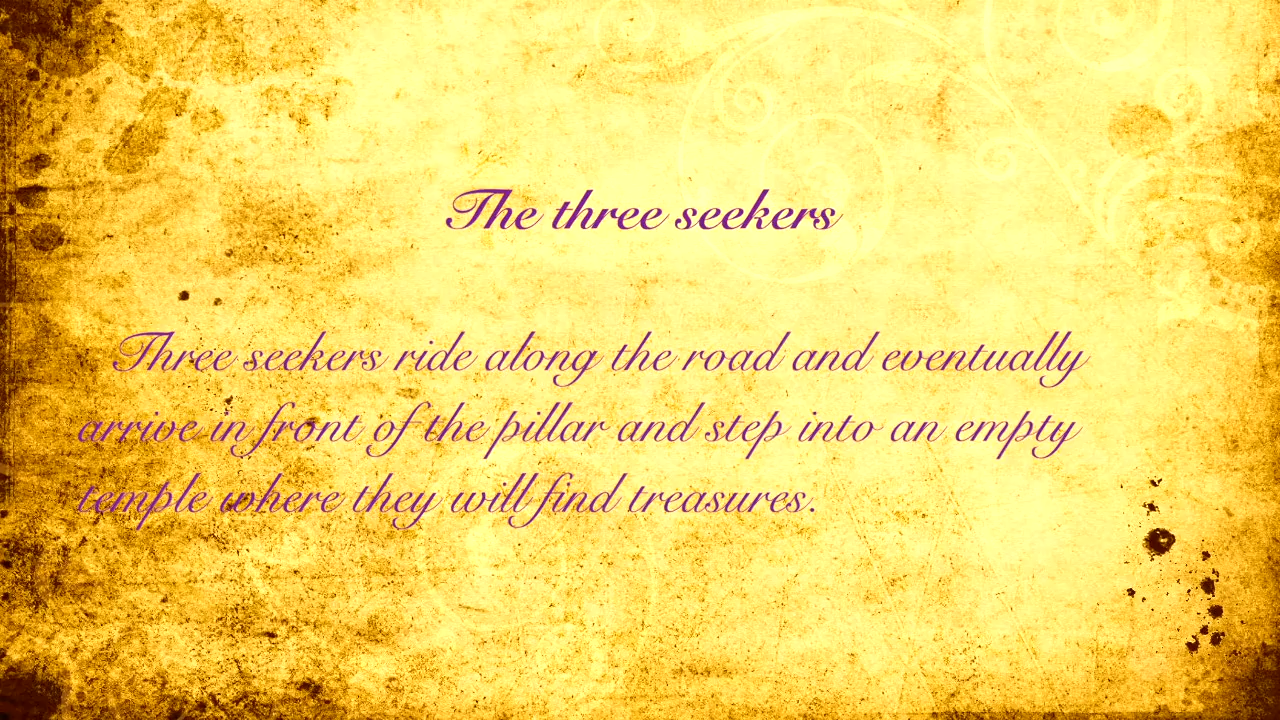 The three seekers
Three seekers ride along the road and eventually
arrive in front of the pillar and step into an empty
temple where they will find treasures.